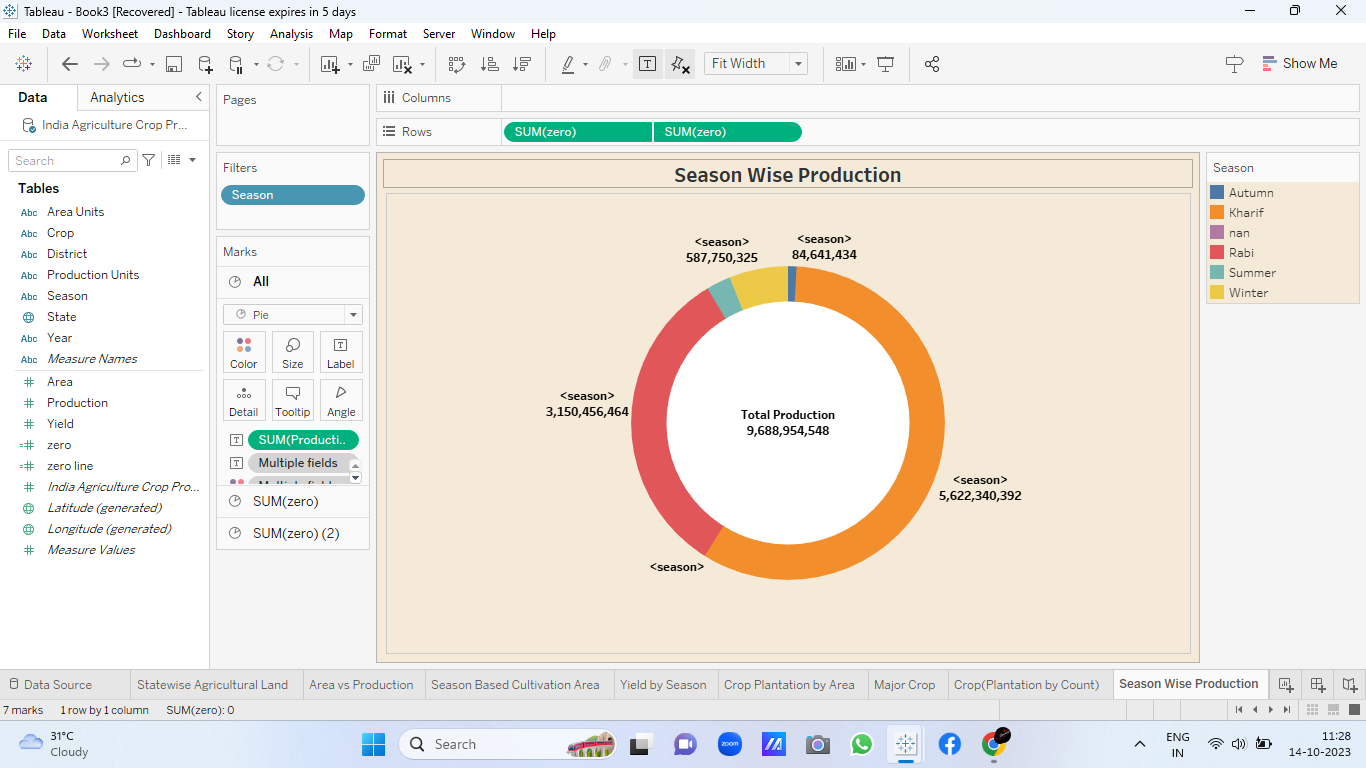 Tableau - Book3 [Recovered] - Tableau license expires in 5 days
File Data Worksheet Dashboard Story Analysis Map Format Server Window Help
Fit Width
Show Me
Data Analytics
India Agriculture Crop Pr...
Search
Tables
Abc Area Units
Abc Crop
Abc District
Abc Production Units
Abc Season
State
Abc Year
Abc Measure Names
Area
Production
Yield
zero
zero line
India Agriculture Crop Pro...
Latitude (generated)
Longitude (generated)
Measure Values
Pages
Filters
Season
Marks
All
Pie
Color Size Label
Detail Tooltip Angle
SUM(Producti..
Multiple fields
SUM(zero)
SUM(zero) (2)
Columns
Rows SUM(zero) SUM(zero)
Season Wise Production
<season>
587,750,325
<season>
84,641,434
<season>
3,150,456,464
Total Production
9,688,954,548
<season>
5,622,340,392
<season>
Season
Autumn
Kharif
nan
Rabi
Summer
Winter
Data Source Statewise Agricultural Land Area vs Production Season Based Cultivation Area Yield by Season Crop Plantation by Area Major Crop Crop(Plantation by Count) Season Wise Production
7 marks 1 row by 1 column SUM(zero): 0
31°C
Cloudy
Search
zoom
ENG
IN
11:28
14-10-2023